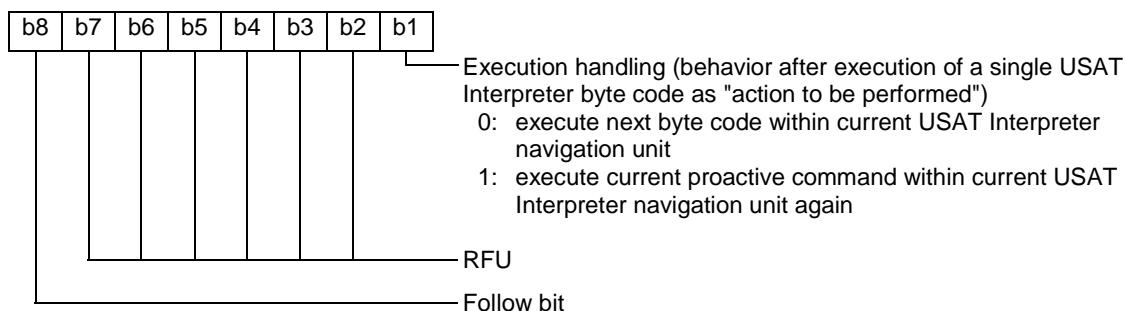 b8 b7 b6 b5 b4 b3 b2 b1
Execution handling (behavior after execution of a single USAT
Interpreter byte code as "action to be performed")
0: execute next byte code within current USAT Interpreter
navigation unit
1: execute current proactive command within current USAT
Interpreter navigation unit again
RFU
Follow bit